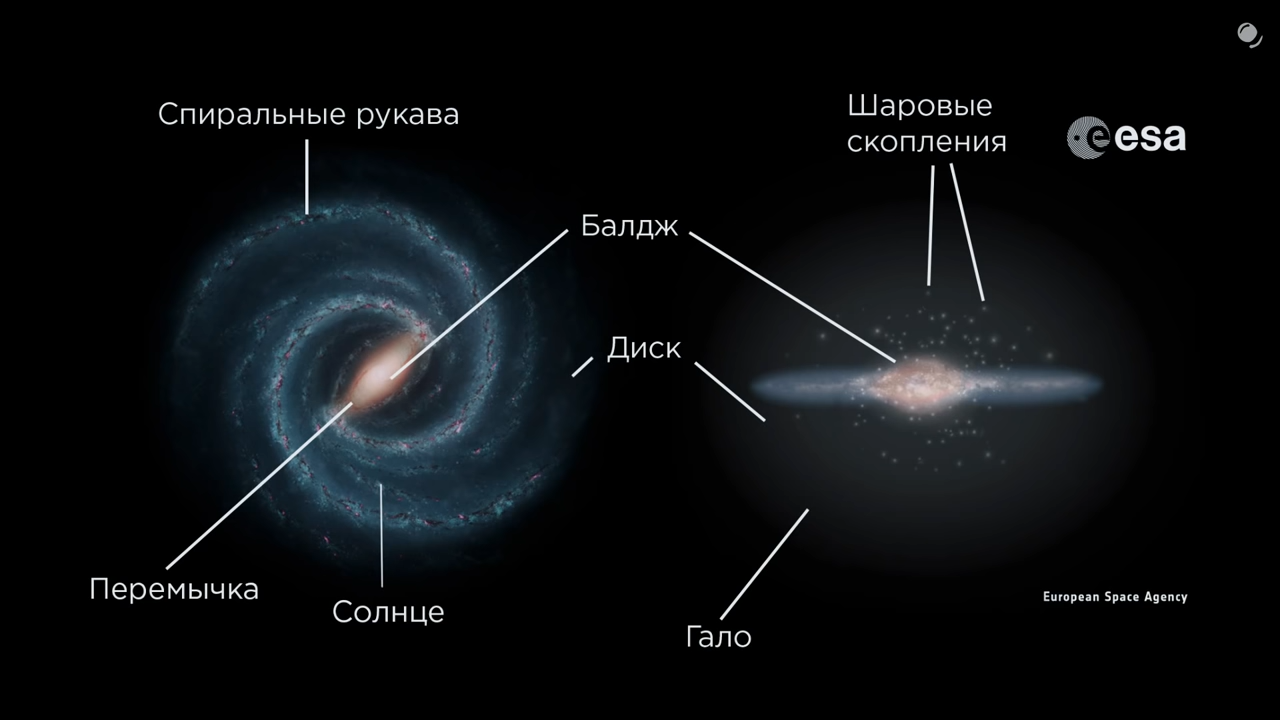 Спиральные рукава
Шаровые
скопления
esa
Балдж
Диск
Перемычка
Солнце
Гало
European Space Agency